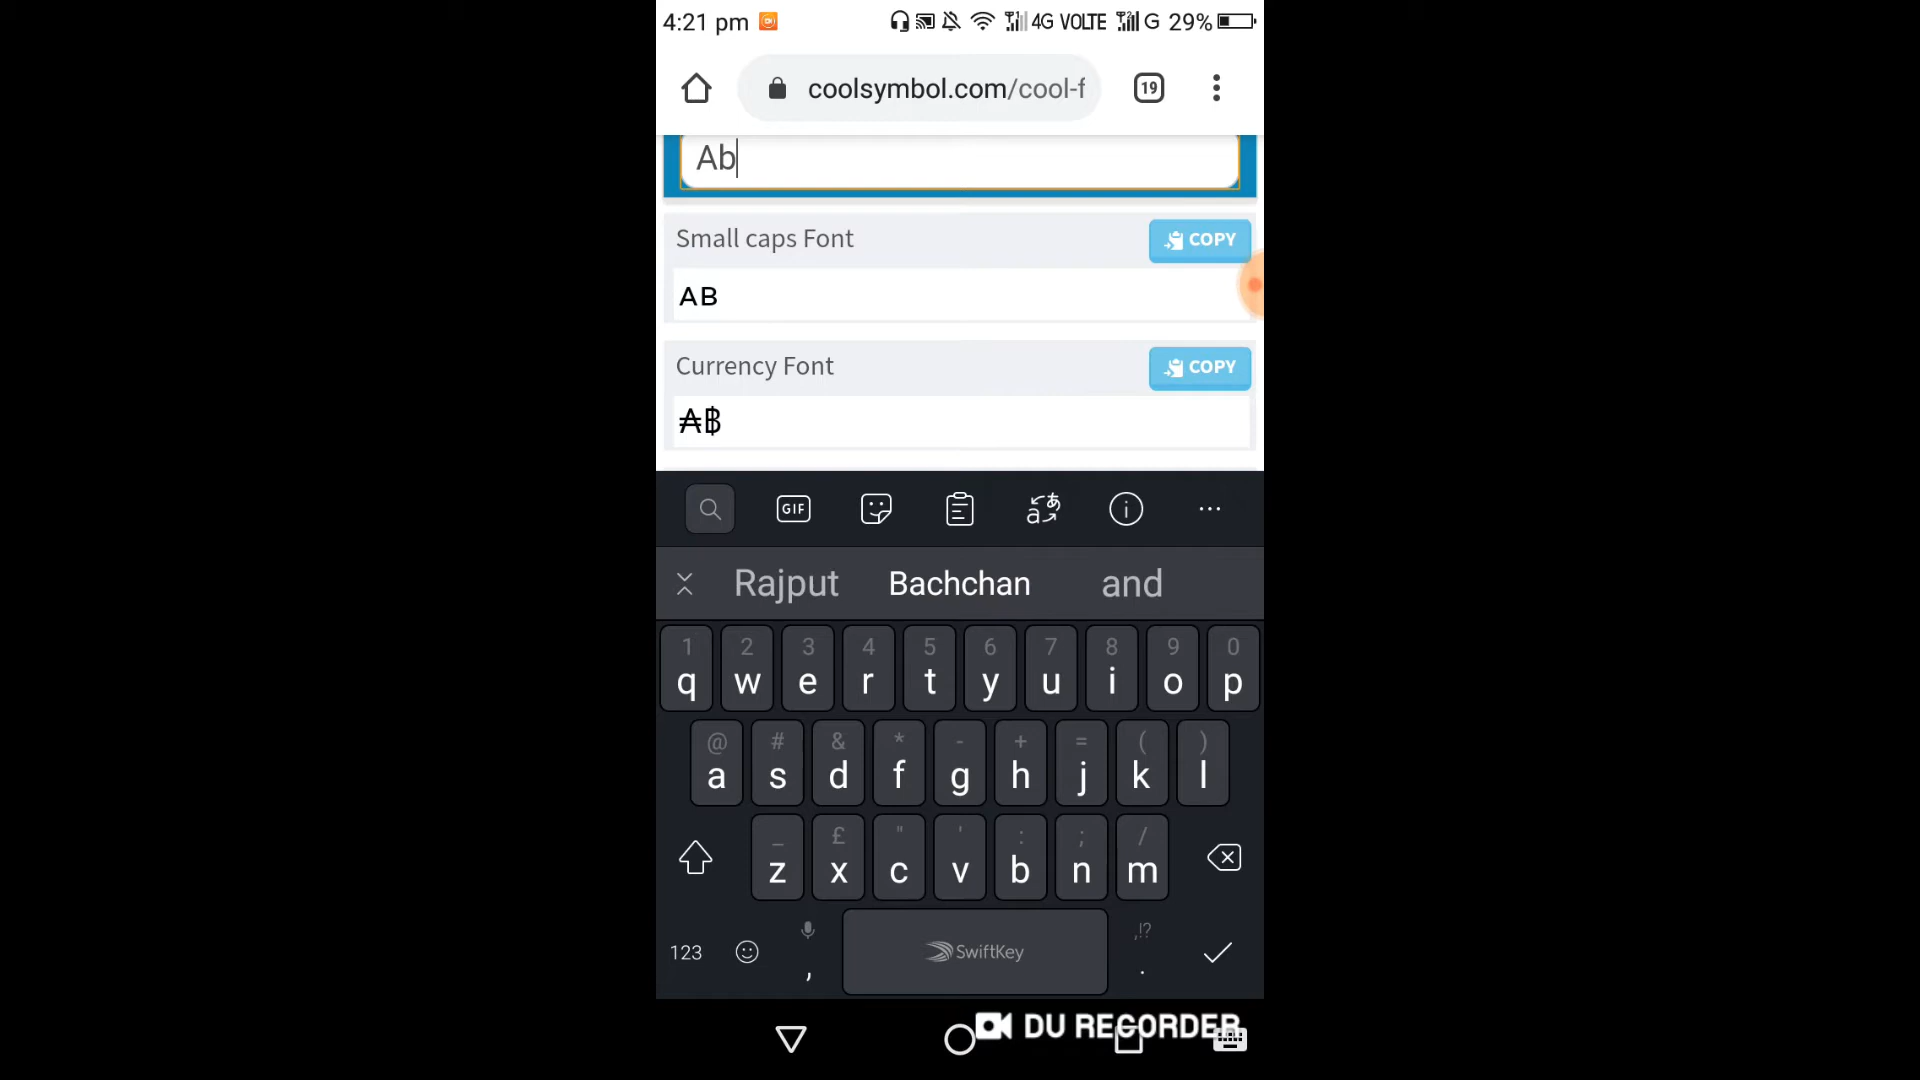 4:21 pm 4G VOLTE G 29%
coolsymbol.com/cool-f 19
Ab
Small caps Font COPY
ᴀʙ
Currency Font COPY
₳฿
GIF
Rajput Bachchan and
1 2 3 4 5 6 7 8 9 0
q w e r t y u i o p
@ # & * - + = ( )
a s d f g h j k l
_ £ " ' : ; /
z x c v b n m
123 , SwiftKey ,!? .
DU RECORDER